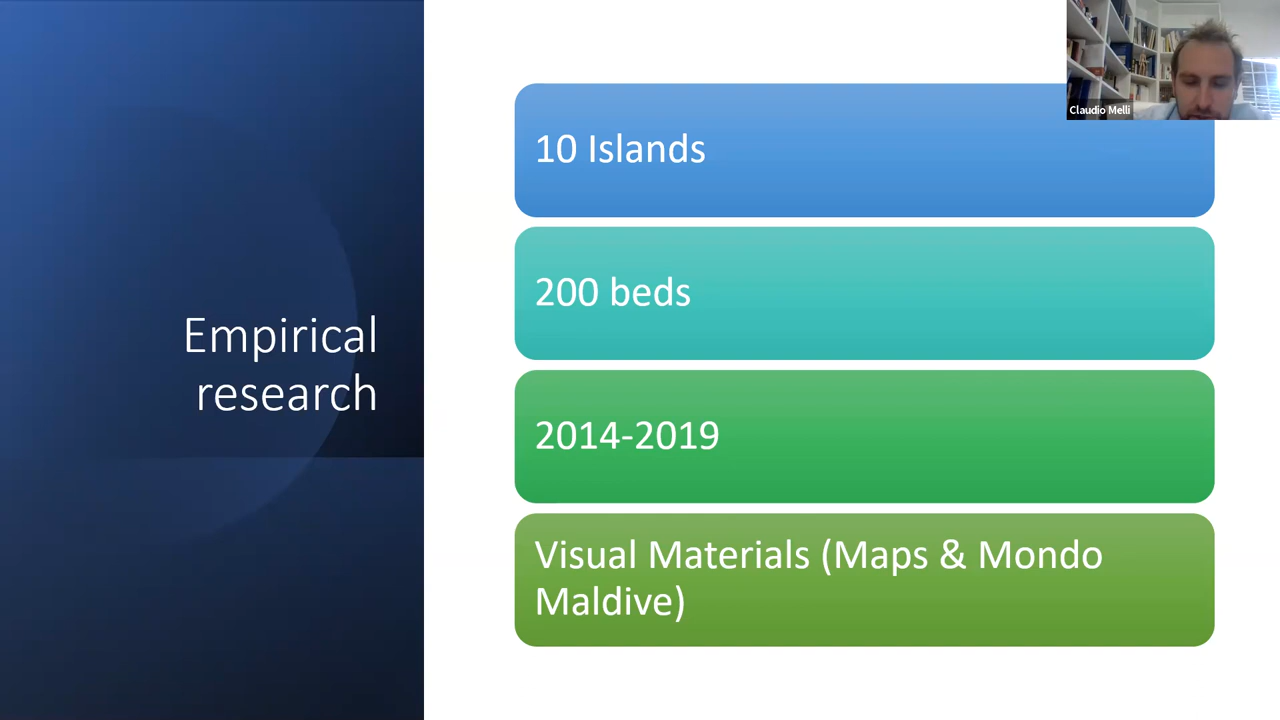 Claudio Melli
10 Islands
200 beds
Empirical
research
2014-2019
Visual Materials (Maps & Mondo
Maldive)